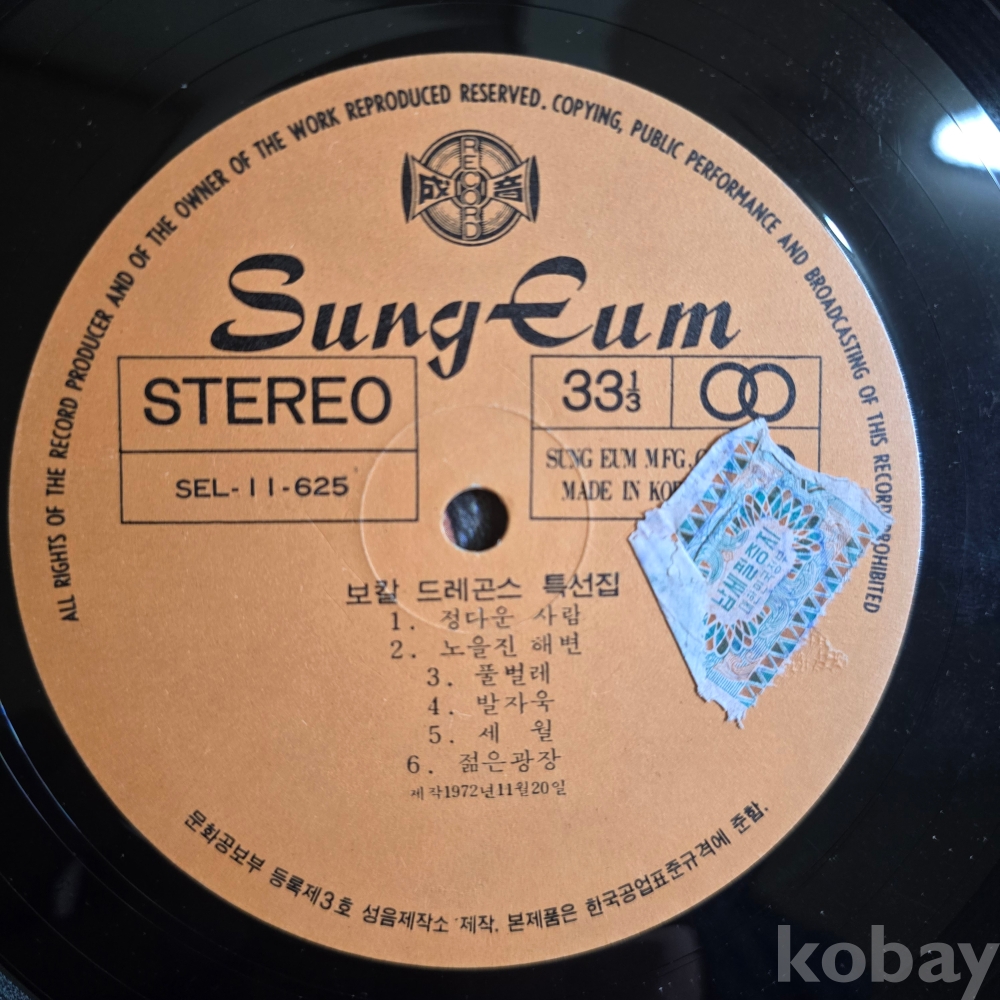 ALL RIGHTS OF THE RECORD PRODUCER AND OF THE OWNER OF THE WORK REPRODUCED RESERVED. COPYING, PUBLIC PERFORMANCE AND BROADCASTING OF THIS RECORD PROHIBITED
RECORD
成音
Sung Eum
STEREO
33⅓
SEL-11-625
SUNG EUM MFG.
MADE IN
보칼 드레곤스 특선집
1. 정다운 사람
2. 노을진 해변
3. 풀벌레
4. 발자욱
5. 세 월
6. 젊은광장
제작1972년11월20일
문화공보부 등록제3호 성음제작소 제작. 본제품은 한국공업표준규격에 준함.
kobay